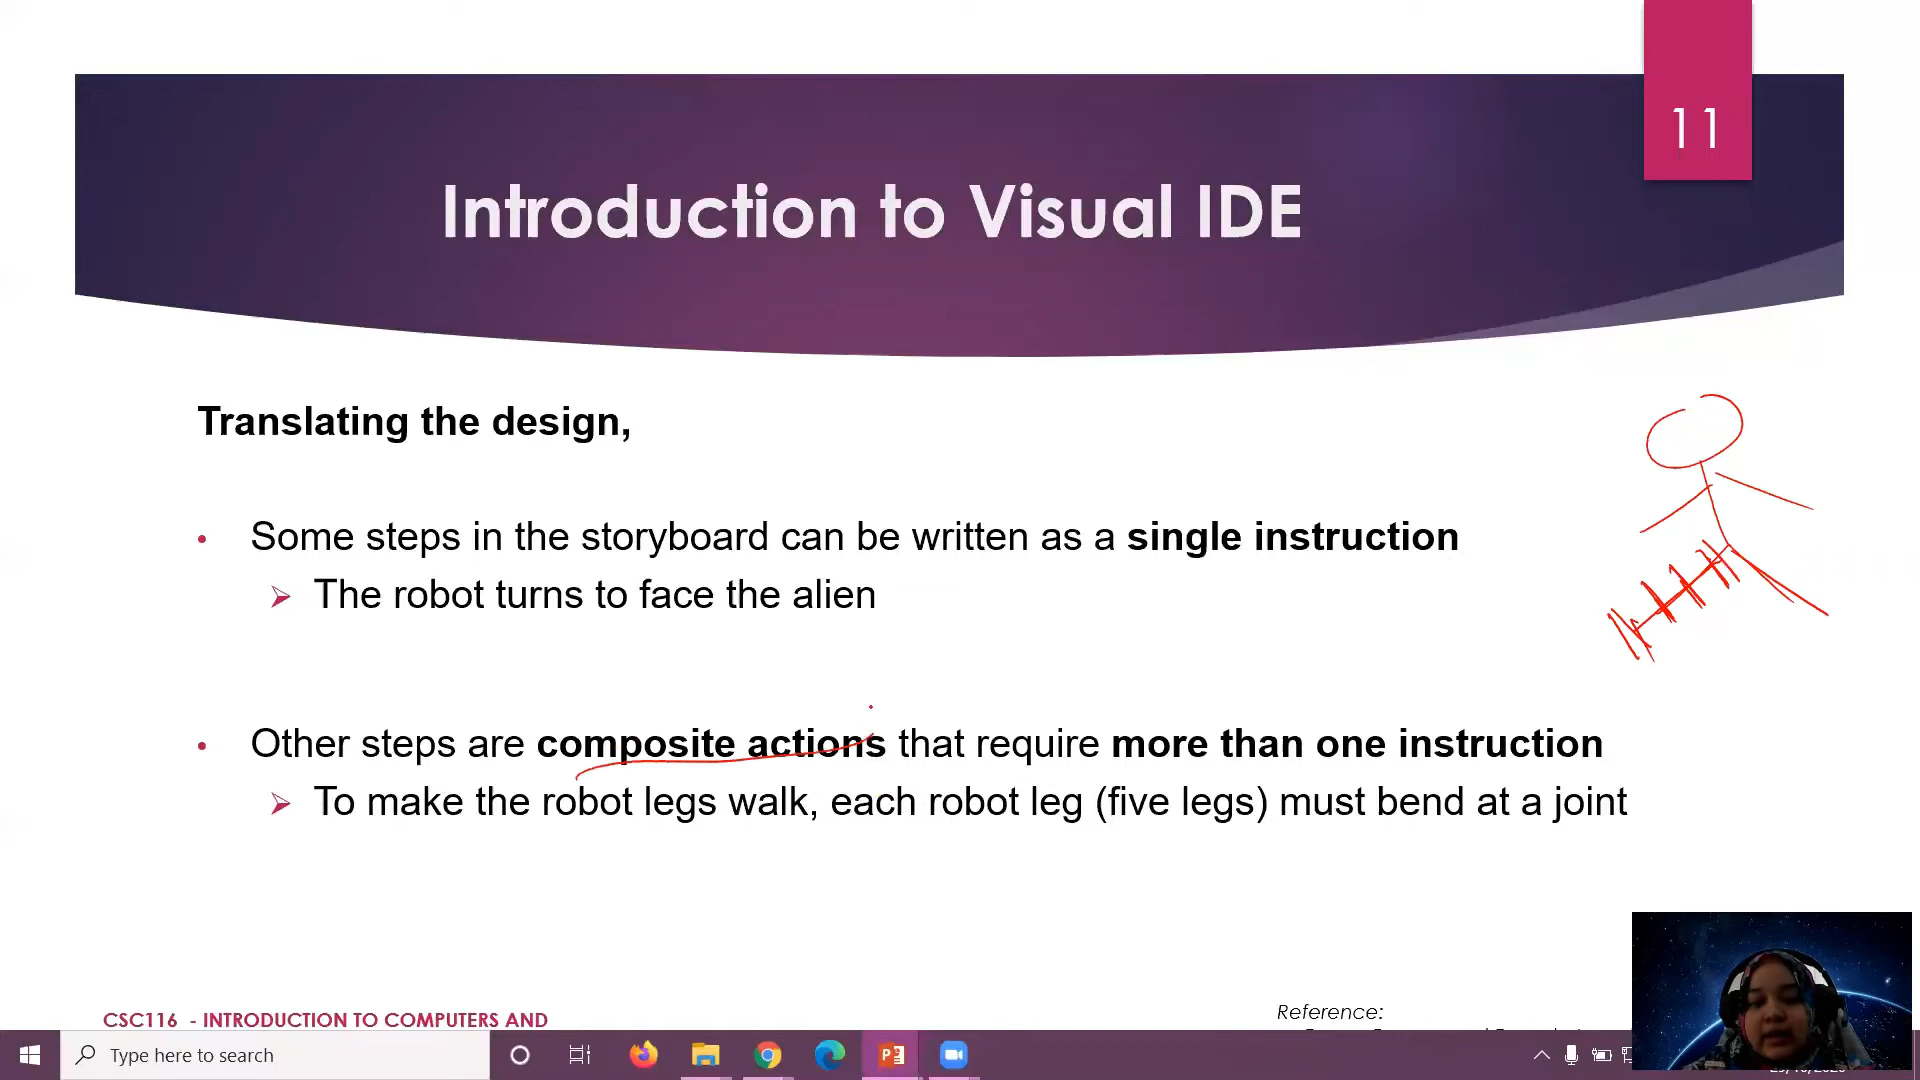 11
Introduction to Visual IDE
Translating the design,
• Some steps in the storyboard can be written as a single instruction
➢ The robot turns to face the alien
• Other steps are composite actions that require more than one instruction
➢ To make the robot legs walk, each robot leg (five legs) must bend at a joint
CSC116 - INTRODUCTION TO COMPUTERS AND
Reference:
Type here to search